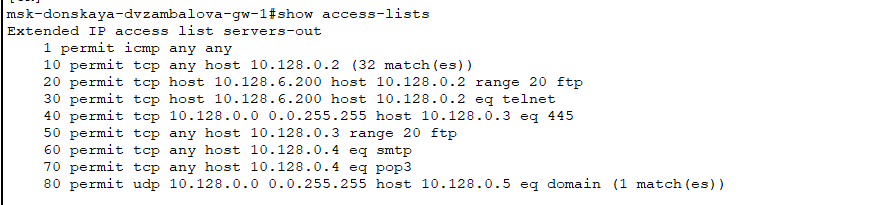 msk-donskaya-dvzambalova-gw-1#show access-lists
Extended IP access list servers-out
1 permit icmp any any
10 permit tcp any host 10.128.0.2 (32 match(es))
20 permit tcp host 10.128.6.200 host 10.128.0.2 range 20 ftp
30 permit tcp host 10.128.6.200 host 10.128.0.2 eq telnet
40 permit tcp 10.128.0.0 0.0.255.255 host 10.128.0.3 eq 445
50 permit tcp any host 10.128.0.3 range 20 ftp
60 permit tcp any host 10.128.0.4 eq smtp
70 permit tcp any host 10.128.0.4 eq pop3
80 permit udp 10.128.0.0 0.0.255.255 host 10.128.0.5 eq domain (1 match(es))